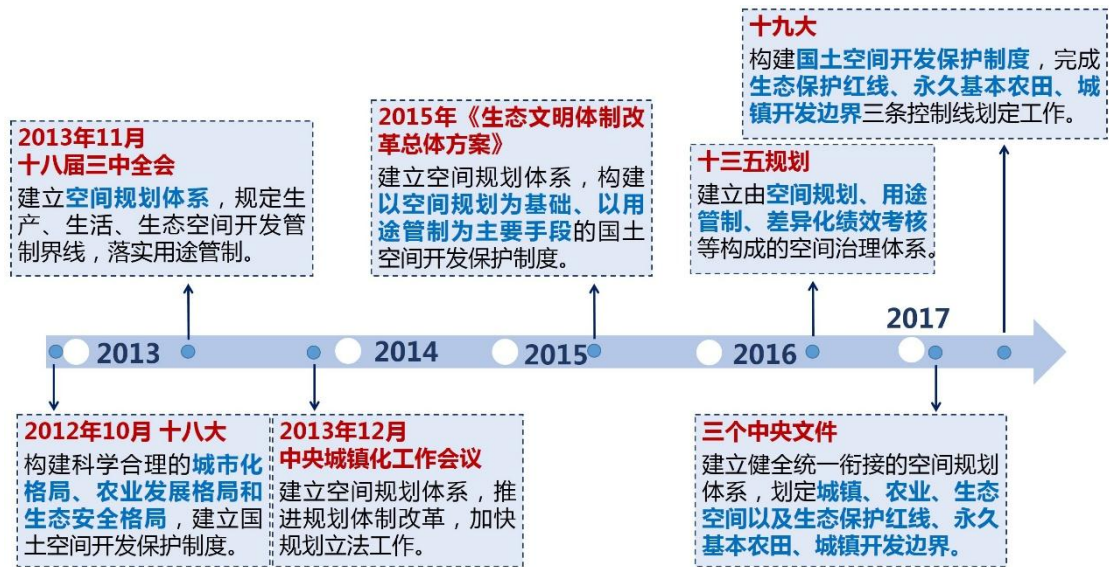 十九大
构建国土空间开发保护制度，完成
生态保护红线、永久基本农田、城
镇开发边界三条控制线划定工作。
2013年11月
十八届三中全会
建立空间规划体系，规定生
产、生活、生态空间开发管
制界线，落实用途管制。
2015年《生态文明体制改
革总体方案》
建立空间规划体系，构建
以空间规划为基础、以用
途管制为主要手段的国土
空间开发保护制度。
十三五规划
建立由空间规划、用途
管制、差异化绩效考核
等构成的空间治理体系。
2013
2014
2015
2016
2017
2012年10月 十八大
构建科学合理的城市化
格局、农业发展格局和
生态安全格局，建立国
土空间开发保护制度。
2013年12月
中央城镇化工作会议
建立空间规划体系，推
进规划体制改革，加快
规划立法工作。
三个中央文件
建立健全统一衔接的空间规划
体系，划定城镇、农业、生态
空间以及生态保护红线、永久
基本农田、城镇开发边界。